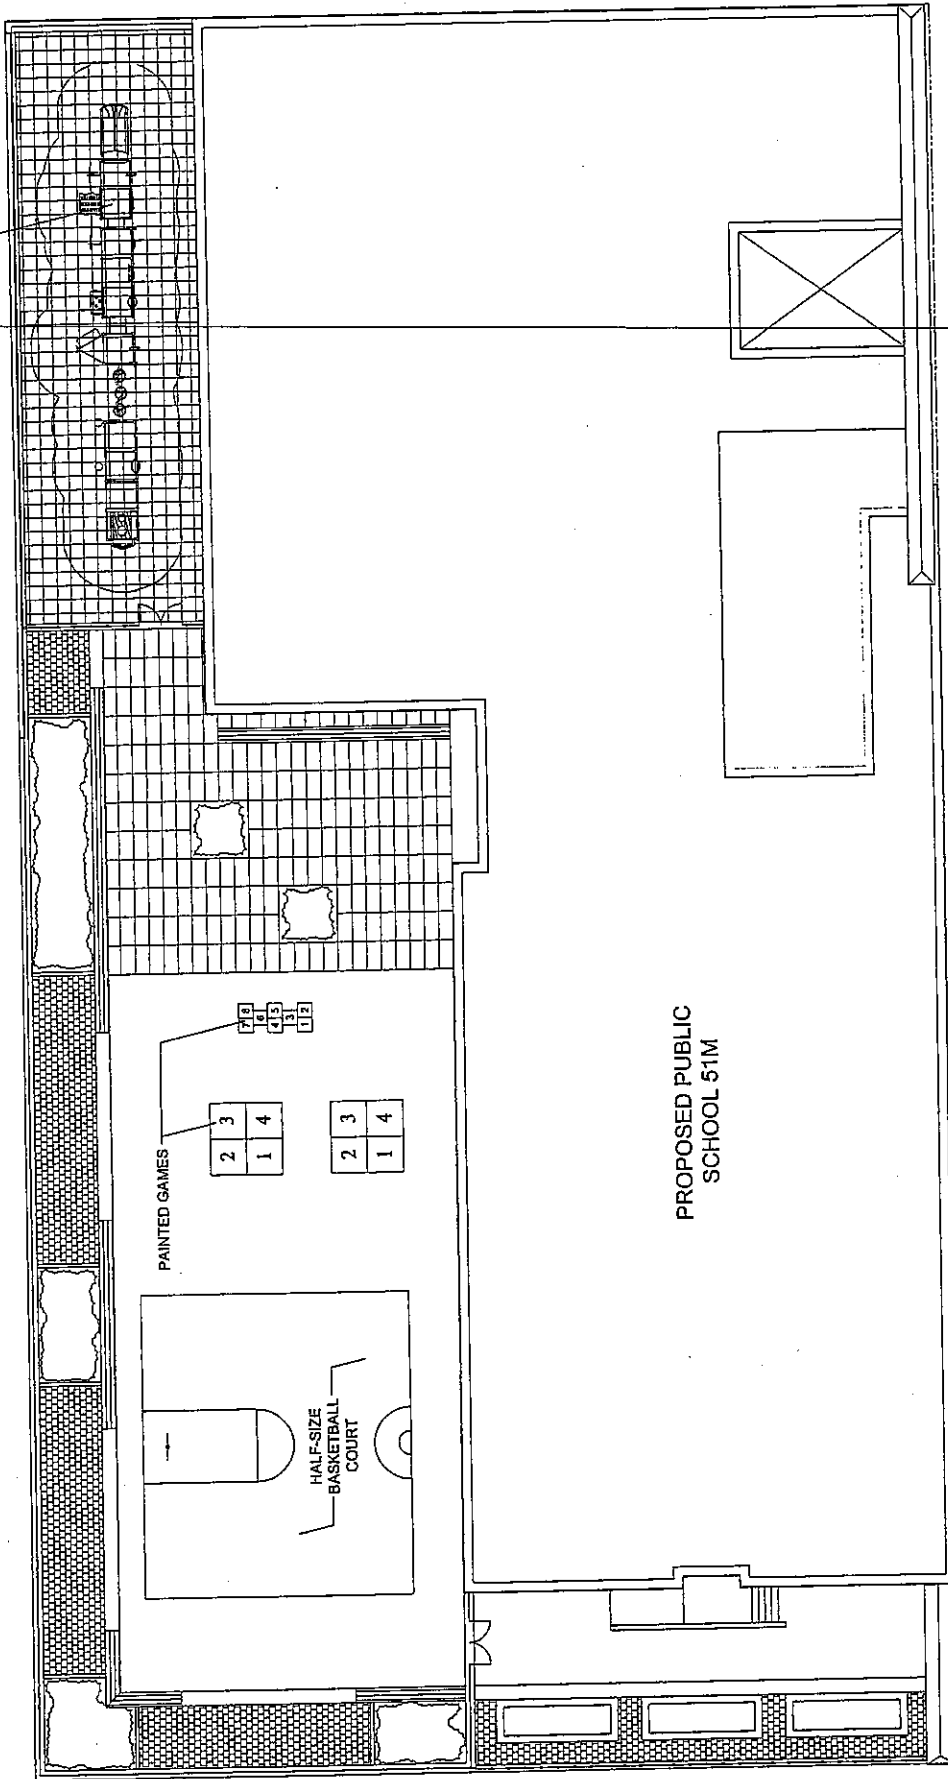 PAINTED GAMES
7 8
6
4 5
3
1 2
2 3
1 4
2 3
1 4
HALF-SIZE
BASKETBALL
COURT
PROPOSED PUBLIC
SCHOOL 51M